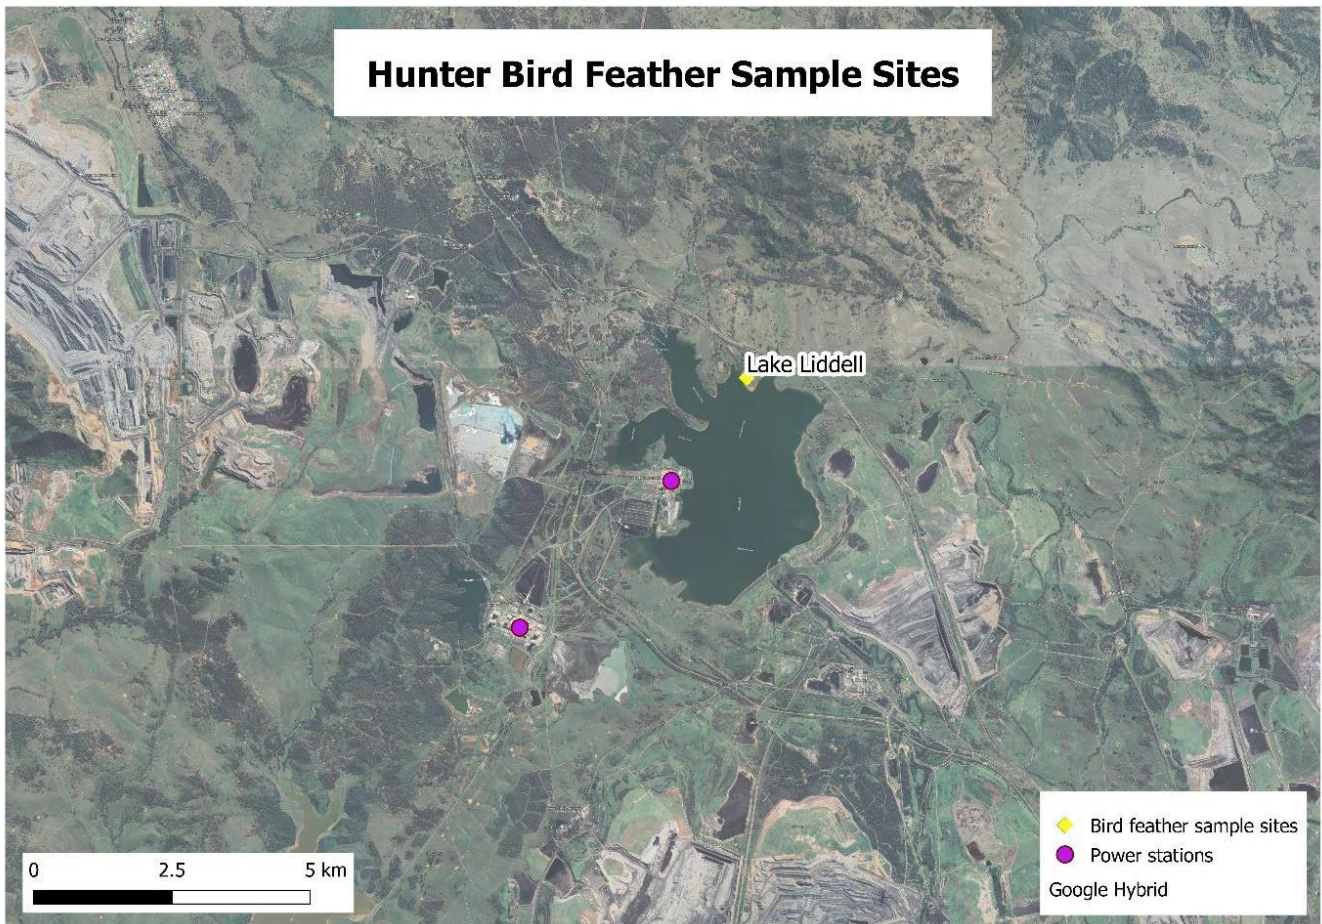 Hunter Bird Feather Sample Sites
Lake Liddell
0 2.5 5 km
Bird feather sample sites
Power stations
Google Hybrid